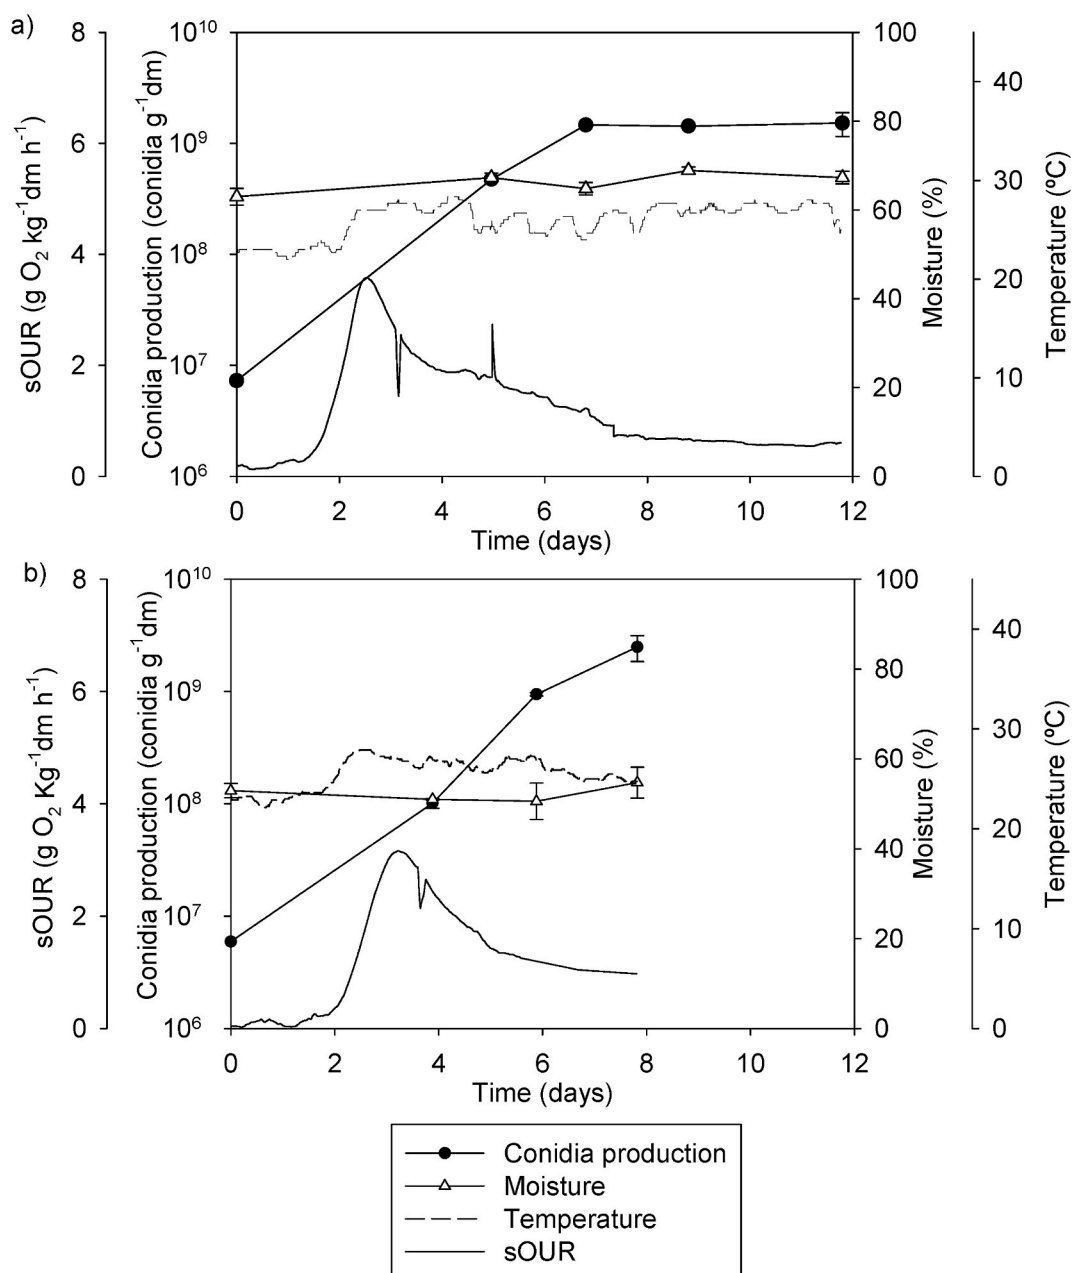 a)
8
6
4
2
0
sOUR (g O₂ kg⁻¹dm h⁻¹)
10¹⁰
10⁹
10⁸
10⁷
10⁶
Conidia production (conidia g⁻¹dm)
100
80
60
40
20
0
Moisture (%)
40
30
20
10
0
Temperature (ºC)
0 2 4 6 8 10 12
Time (days)
b)
8
6
4
2
0
sOUR (g O₂ Kg⁻¹dm h⁻¹)
10¹⁰
10⁹
10⁸
10⁷
10⁶
Conidia production (conidia g⁻¹dm)
100
80
60
40
20
0
Moisture (%)
40
30
20
10
0
Temperature (ºC)
0 2 4 6 8 10 12
Time (days)
Conidia production
Moisture
Temperature
sOUR